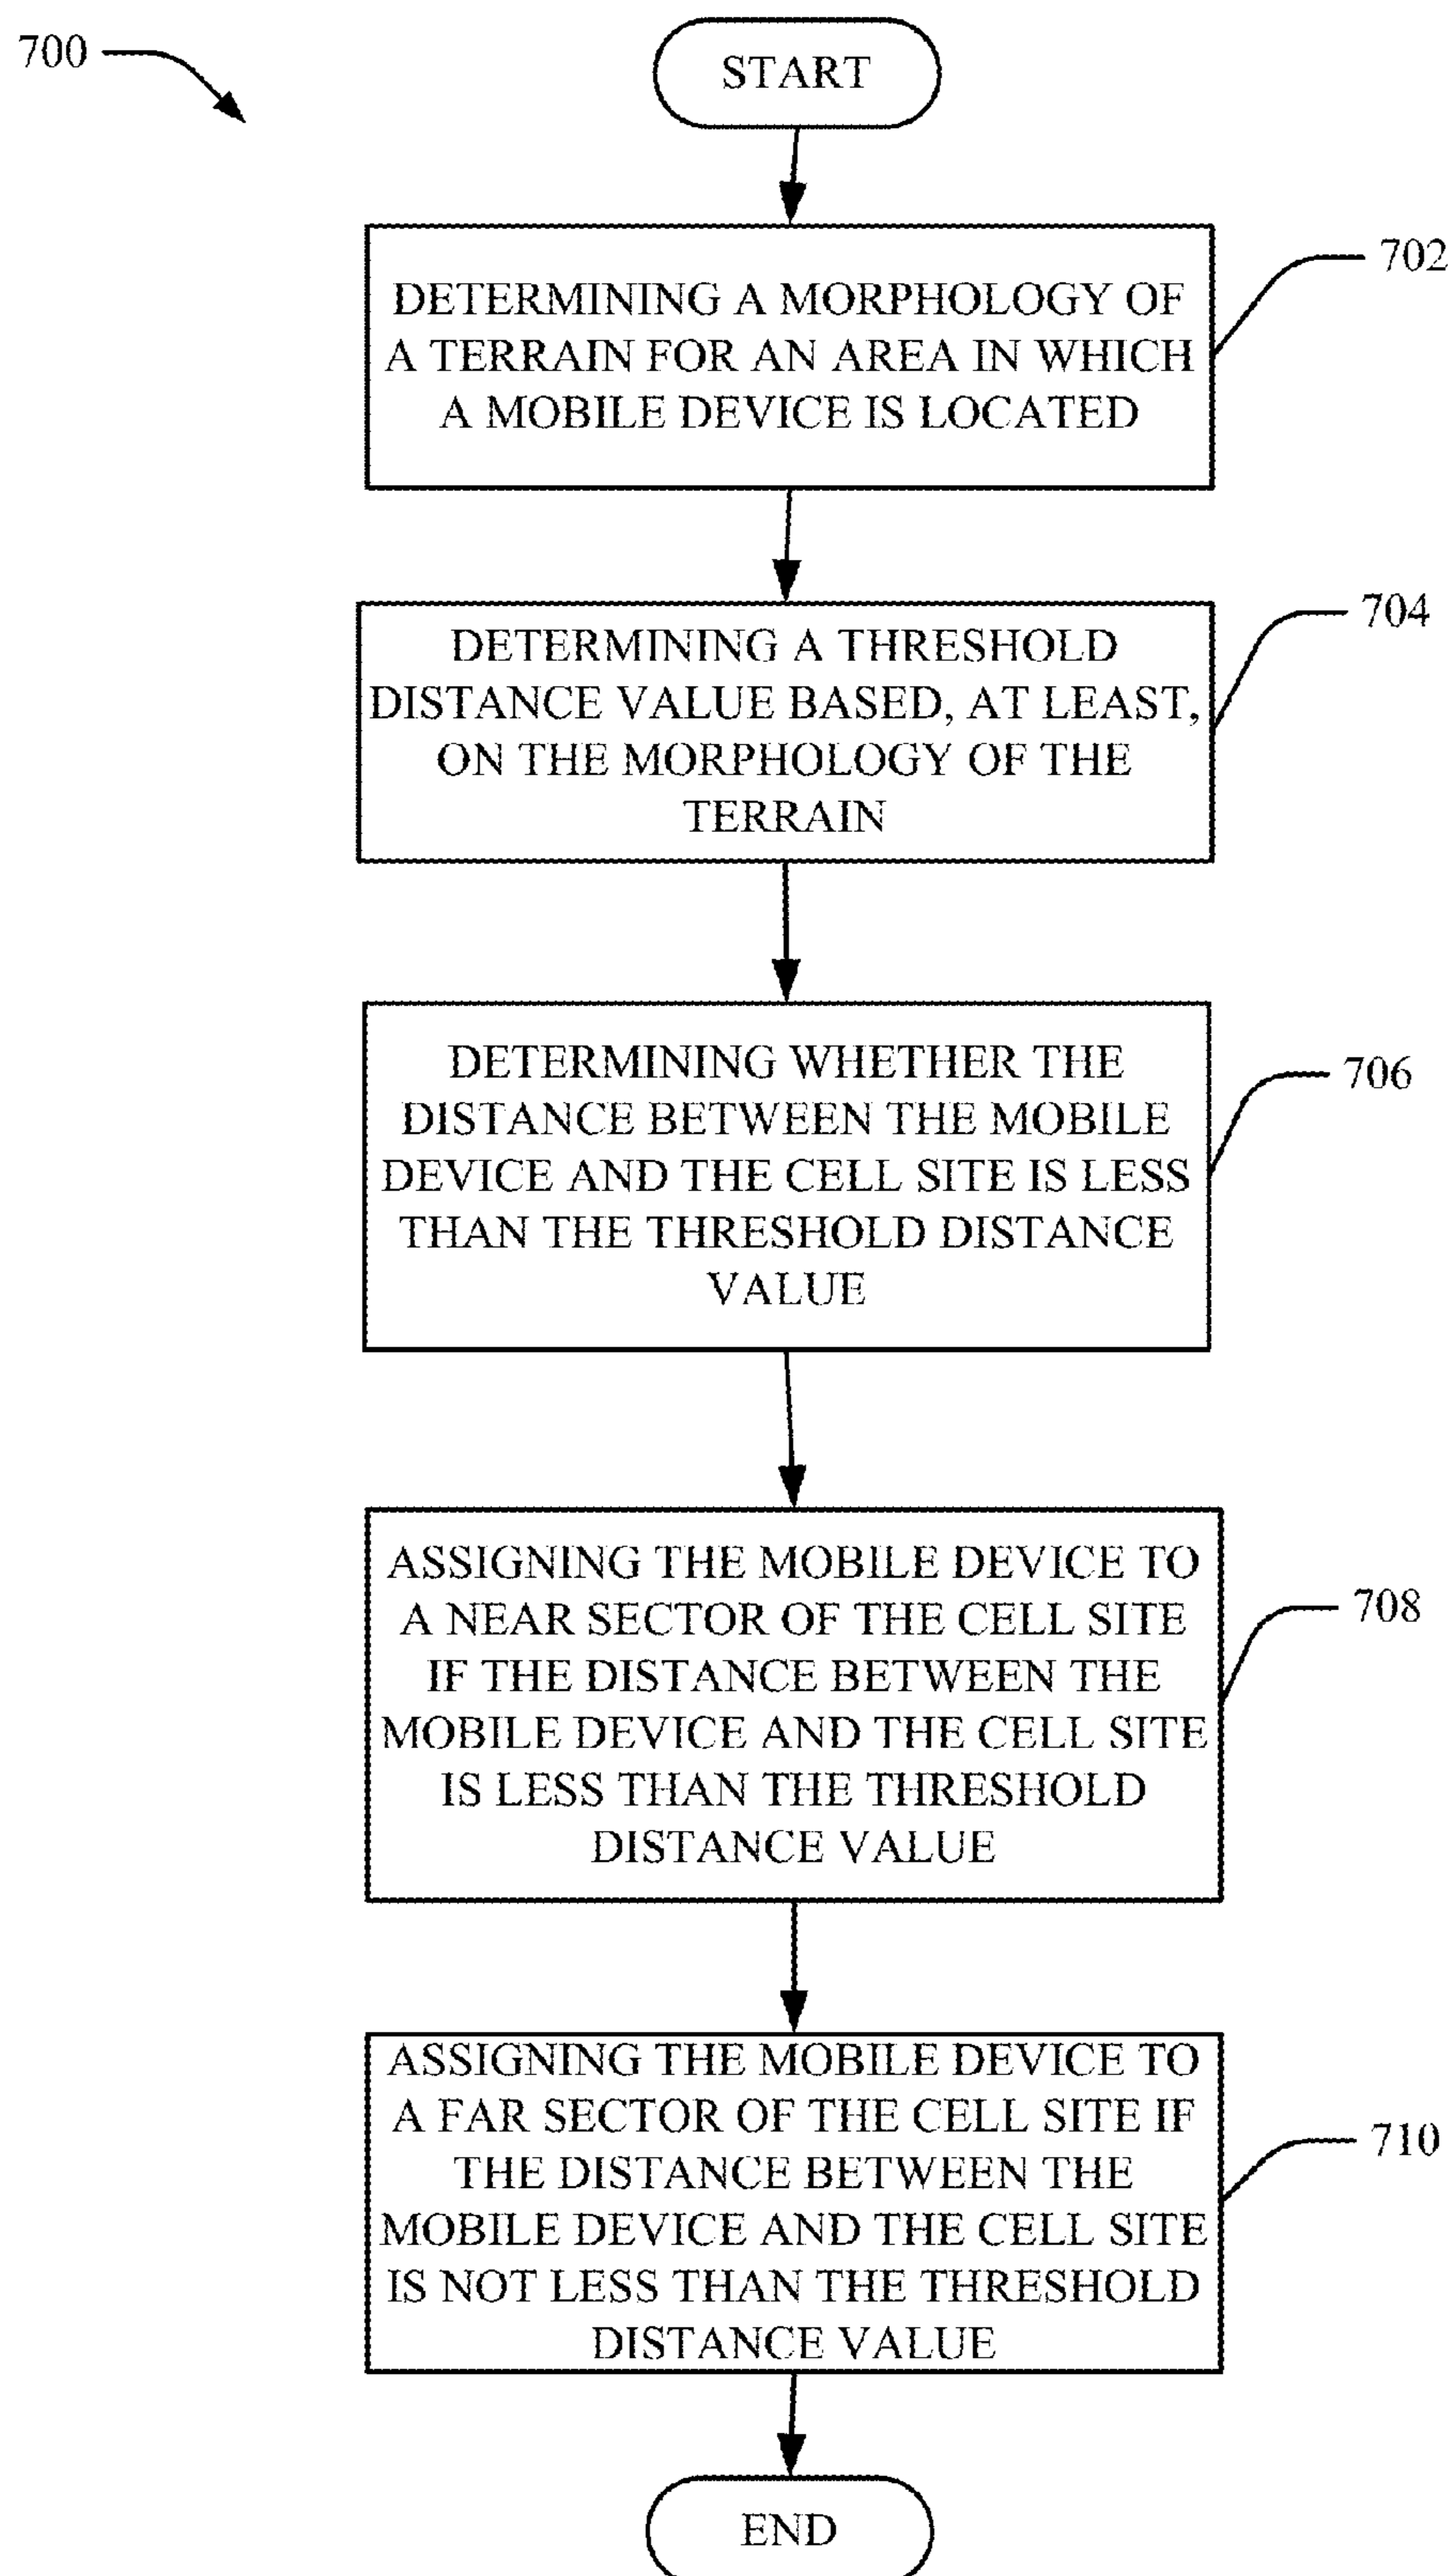 700
START
DETERMINING A MORPHOLOGY OF
A TERRAIN FOR AN AREA IN WHICH
A MOBILE DEVICE IS LOCATED
702
DETERMINING A THRESHOLD
DISTANCE VALUE BASED, AT LEAST,
ON THE MORPHOLOGY OF THE
TERRAIN
704
DETERMINING WHETHER THE
DISTANCE BETWEEN THE MOBILE
DEVICE AND THE CELL SITE IS LESS
THAN THE THRESHOLD DISTANCE
VALUE
706
ASSIGNING THE MOBILE DEVICE TO
A NEAR SECTOR OF THE CELL SITE
IF THE DISTANCE BETWEEN THE
MOBILE DEVICE AND THE CELL SITE
IS LESS THAN THE THRESHOLD
DISTANCE VALUE
708
ASSIGNING THE MOBILE DEVICE TO
A FAR SECTOR OF THE CELL SITE IF
THE DISTANCE BETWEEN THE
MOBILE DEVICE AND THE CELL SITE
IS NOT LESS THAN THE THRESHOLD
DISTANCE VALUE
710
END